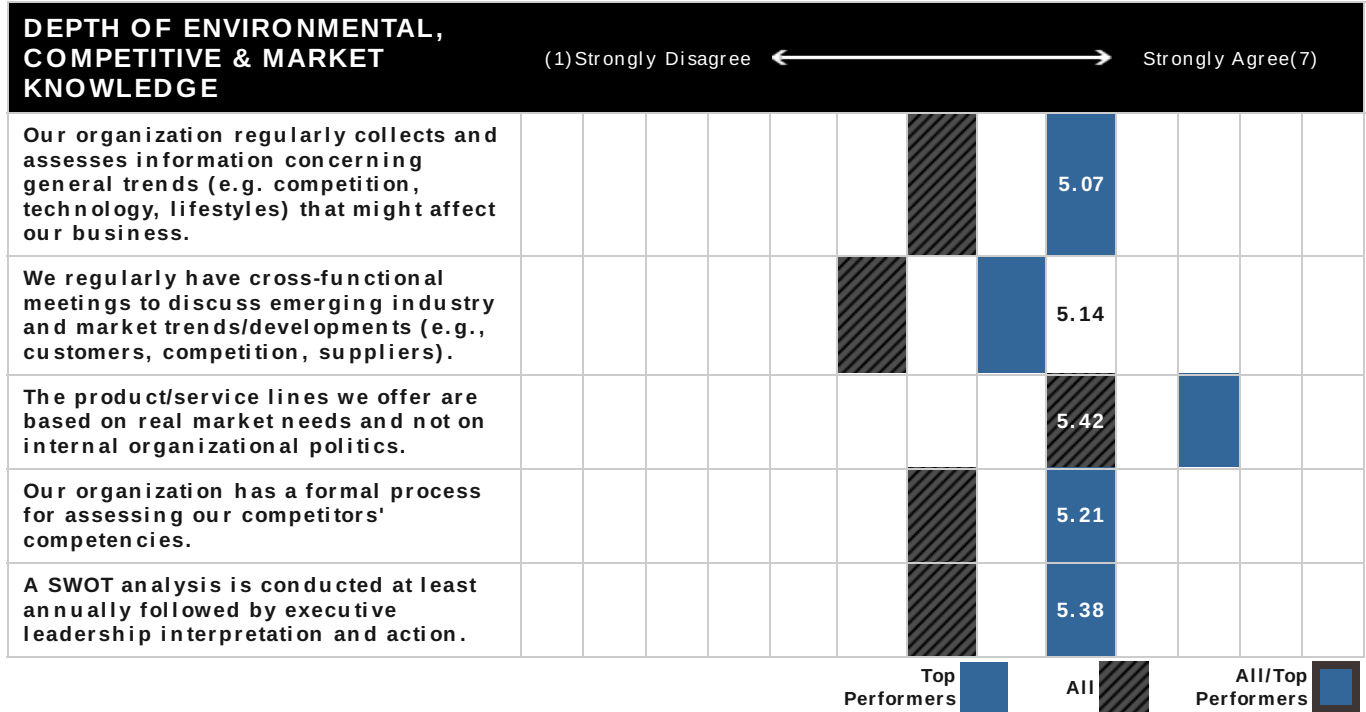 DEPTH OF ENVIRONMENTAL,
COMPETITIVE & MARKET
KNOWLEDGE
(1)Strongly Disagree
Strongly Agree(7)
Our organization regularly collects and
assesses information concerning
general trends (e.g. competition,
technology, lifestyles) that might affect
our business.
5.07
We regularly have cross-functional
meetings to discuss emerging industry
and market trends/developments (e.g.,
customers, competition, suppliers).
5.14
The product/service lines we offer are
based on real market needs and not on
internal organizational politics.
5.42
Our organization has a formal process
for assessing our competitors'
competencies.
5.21
A SWOT analysis is conducted at least
annually followed by executive
leadership interpretation and action.
5.38
Top
Performers
All
All/Top
Performers